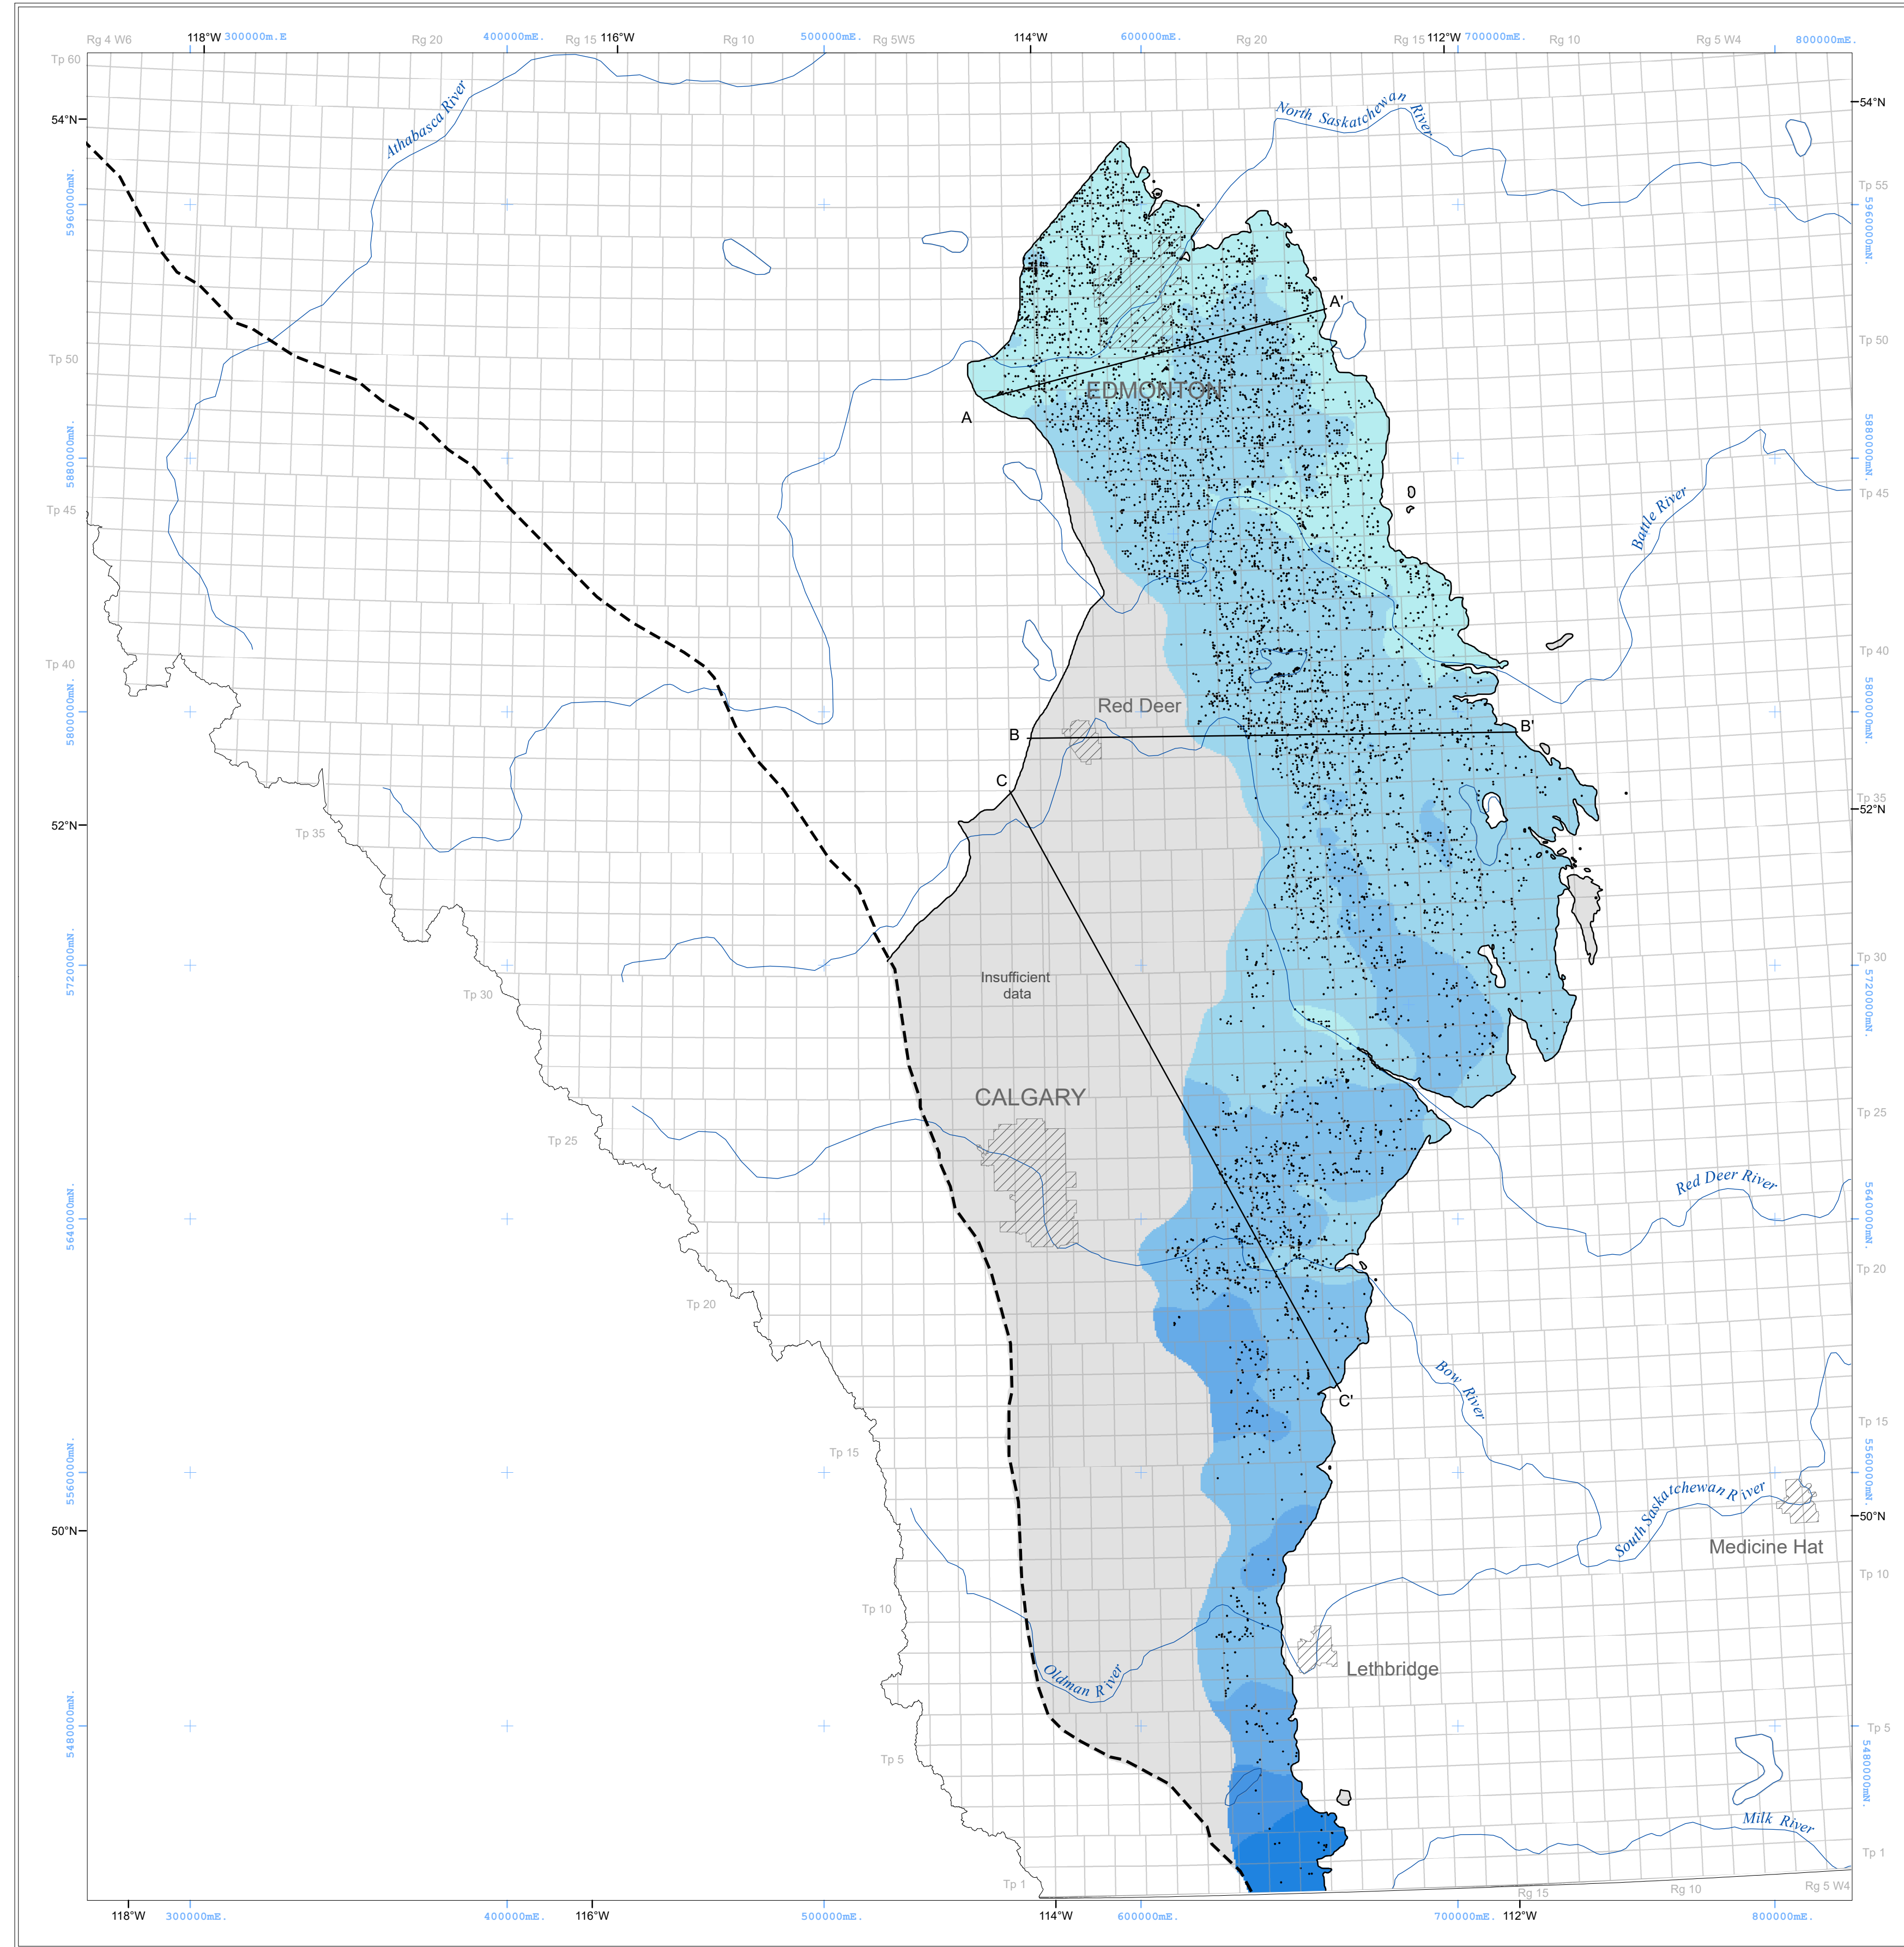 Rg 4 W6
118°W
300000m.E
Rg 20
400000mE.
Rg 15
116°W
Rg 10
500000mE.
Rg 5W5
114°W
600000mE.
Rg 20
Rg 15
112°W
700000mE.
Rg 10
Rg 5 W4
800000mE.
Tp 60
54°N
54°N
Athabasca River
North Saskatchewan River
5960000mN.
Tp 55
5960000mN.
A'
Tp 50
Tp 50
EDMONTON
A
5880000mN.
5880000mN.
Tp 45
Tp 45
Battle River
Tp 40
Tp 40
5800000mN.
5800000mN.
Red Deer
B
B'
C
Tp 35
52°N
52°N
Tp 35
5720000mN.
5720000mN.
Tp 30
Insufficient
data
Tp 30
CALGARY
Tp 25
Tp 25
Red Deer River
5640000mN.
5640000mN.
Tp 20
Tp 20
Bow River
C'
Tp 15
Tp 15
5560000mN.
5560000mN.
South Saskatchewan River
50°N
50°N
Medicine Hat
Tp 10
Tp 10
Lethbridge
Oldman River
5480000mN.
5480000mN.
Tp 5
Tp 5
Milk River
Tp 1
Tp 1
Rg 15
Rg 10
Rg 5 W4
118°W
300000mE.
400000mE.
116°W
500000mE.
114°W
600000mE.
700000mE.
112°W
800000mE.